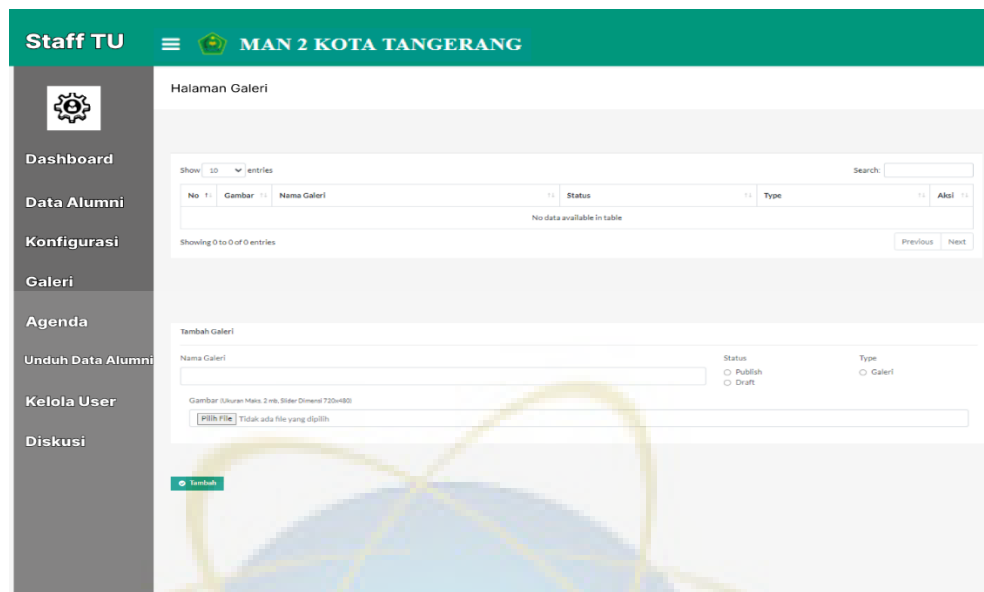 Staff TU
MAN 2 KOTA TANGERANG
Halaman Galeri
Dashboard
Data Alumni
Konfigurasi
Galeri
Agenda
Unduh Data Alumni
Kelola User
Diskusi
Show 10 entries
Search:
No Gambar Nama Galeri Status Type Aksi
No data available in table
Showing 0 to 0 of 0 entries
Previous Next
Tambah Galeri
Nama Galeri
Status
Publish
Draft
Type
Galeri
Gambar (Ukuran Maks. 2 mb, Slider Dimensi 720x480)
Pilih File Tidak ada file yang dipilih
Tambah